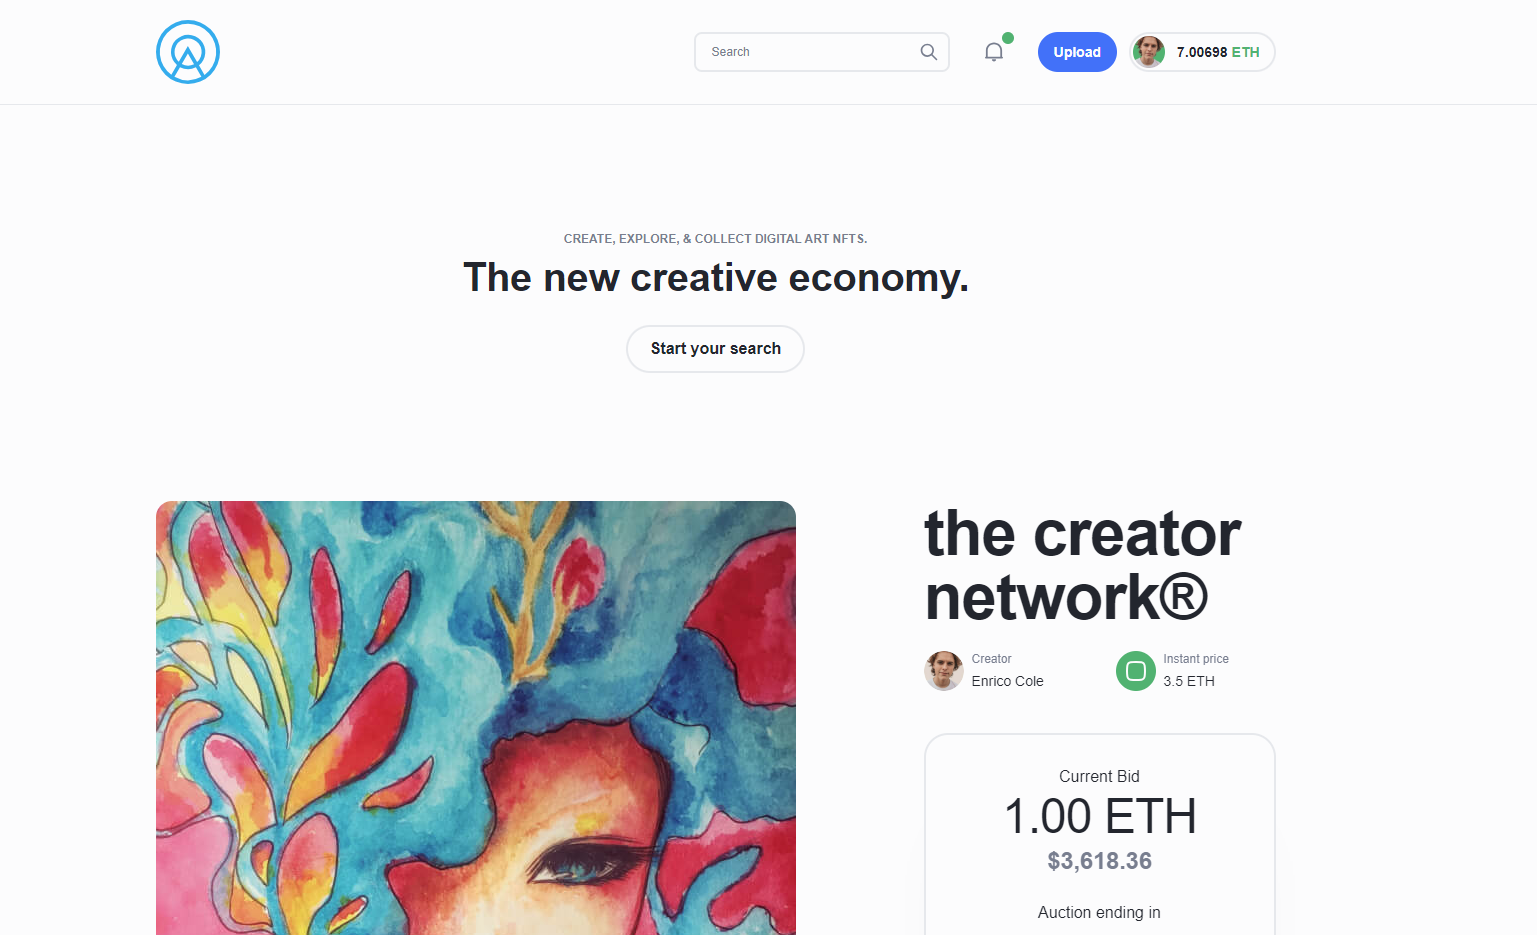 Search
Upload
7.00698 ETH
CREATE, EXPLORE, & COLLECT DIGITAL ART NFTS.
The new creative economy.
Start your search
the creator
network®
Creator
Enrico Cole
Instant price
3.5 ETH
Current Bid
1.00 ETH
$3,618.36
Auction ending in